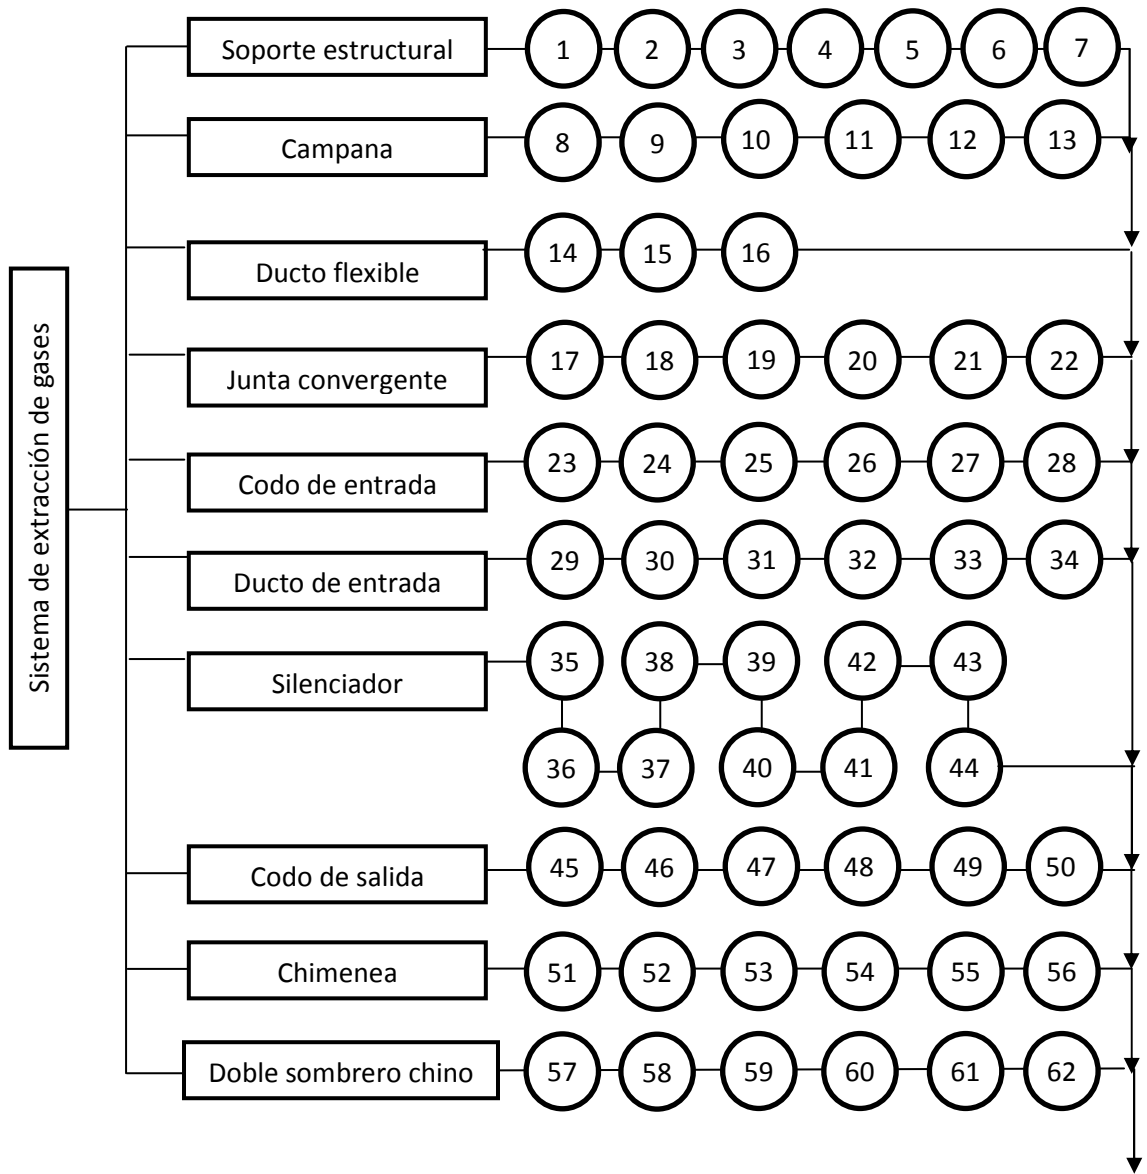 Sistema de extracción de gases
Soporte estructural 1 2 3 4 5 6 7
Campana 8 9 10 11 12 13
Ducto flexible 14 15 16
Junta convergente 17 18 19 20 21 22
Codo de entrada 23 24 25 26 27 28
Ducto de entrada 29 30 31 32 33 34
Silenciador 35 38 39 42 43
36 37 40 41 44
Codo de salida 45 46 47 48 49 50
Chimenea 51 52 53 54 55 56
Doble sombrero chino 57 58 59 60 61 62